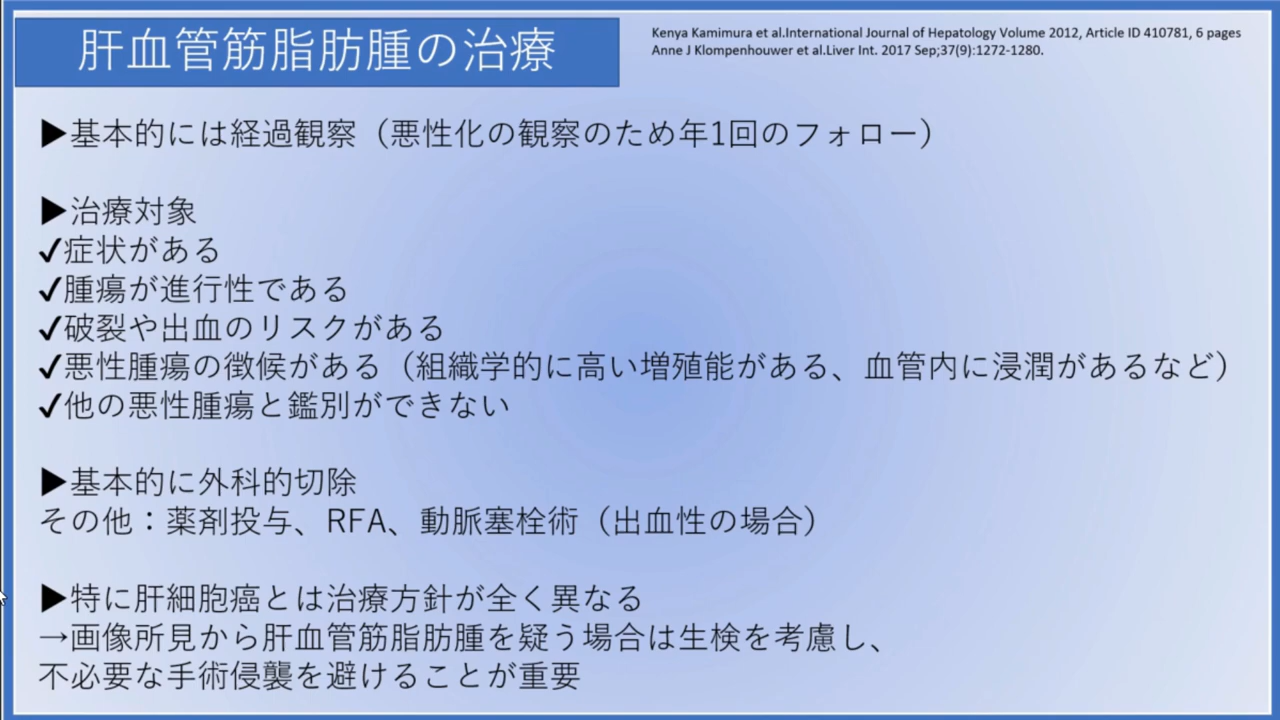 肝血管筋脂肪腫の治療
Kenya Kamimura et al.International Journal of Hepatology Volume 2012, Article ID 410781, 6 pages
Anne J Klompenhouwer et al.Liver Int. 2017 Sep;37(9):1272-1280.
▶基本的には経過観察（悪性化の観察のため年1回のフォロー）
▶治療対象
✓症状がある
✓腫瘍が進行性である
✓破裂や出血のリスクがある
✓悪性腫瘍の徴候がある（組織学的に高い増殖能がある、血管内に浸潤があるなど）
✓他の悪性腫瘍と鑑別ができない
▶基本的に外科的切除
その他：薬剤投与、RFA、動脈塞栓術（出血性の場合）
▶特に肝細胞癌とは治療方針が全く異なる
→画像所見から肝血管筋脂肪腫を疑う場合は生検を考慮し、
不必要な手術侵襲を避けることが重要